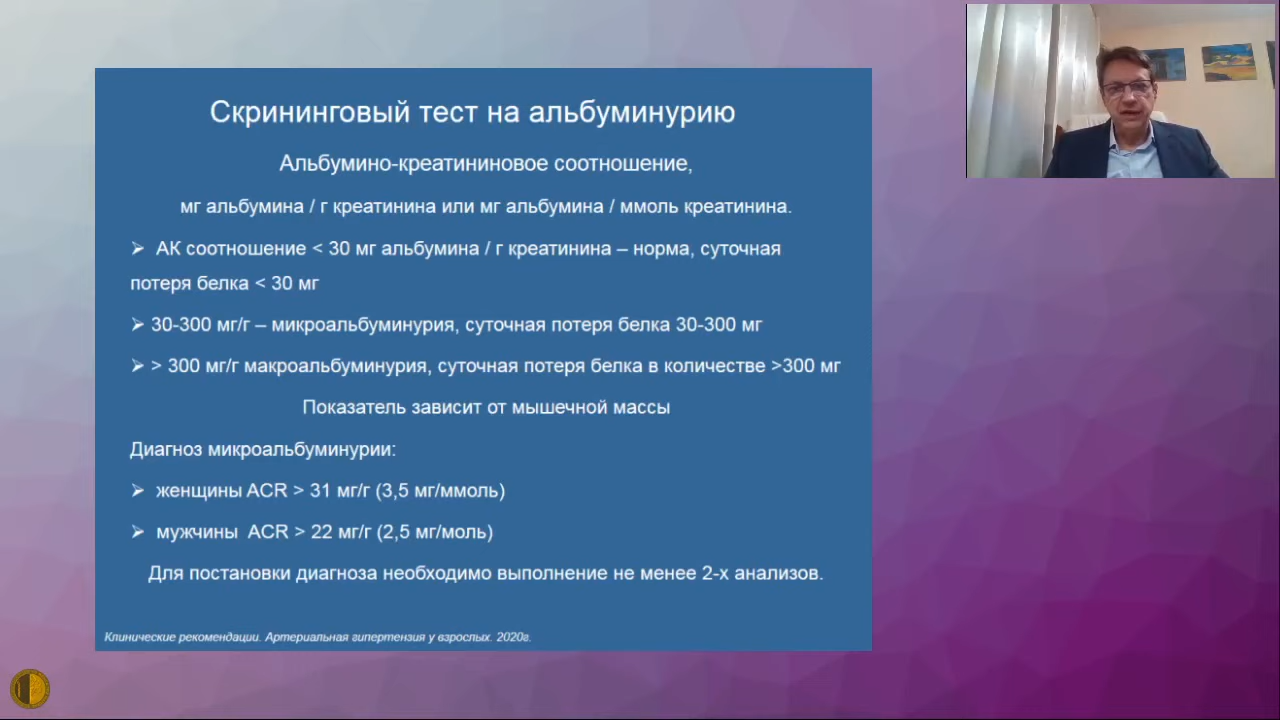 Скрининговый тест на альбуминурию
Альбумино-креатининовое соотношение,
мг альбумина / г креатинина или мг альбумина / ммоль креатинина.
➢ АК соотношение < 30 мг альбумина / г креатинина – норма, суточная
потеря белка < 30 мг
➢ 30-300 мг/г – микроальбуминурия, суточная потеря белка 30-300 мг
➢ > 300 мг/г макроальбуминурия, суточная потеря белка в количестве >300 мг
Показатель зависит от мышечной массы
Диагноз микроальбуминурии:
➢ женщины ACR > 31 мг/г (3,5 мг/ммоль)
➢ мужчины ACR > 22 мг/г (2,5 мг/моль)
Для постановки диагноза необходимо выполнение не менее 2-х анализов.
Клинические рекомендации. Артериальная гипертензия у взрослых. 2020г.